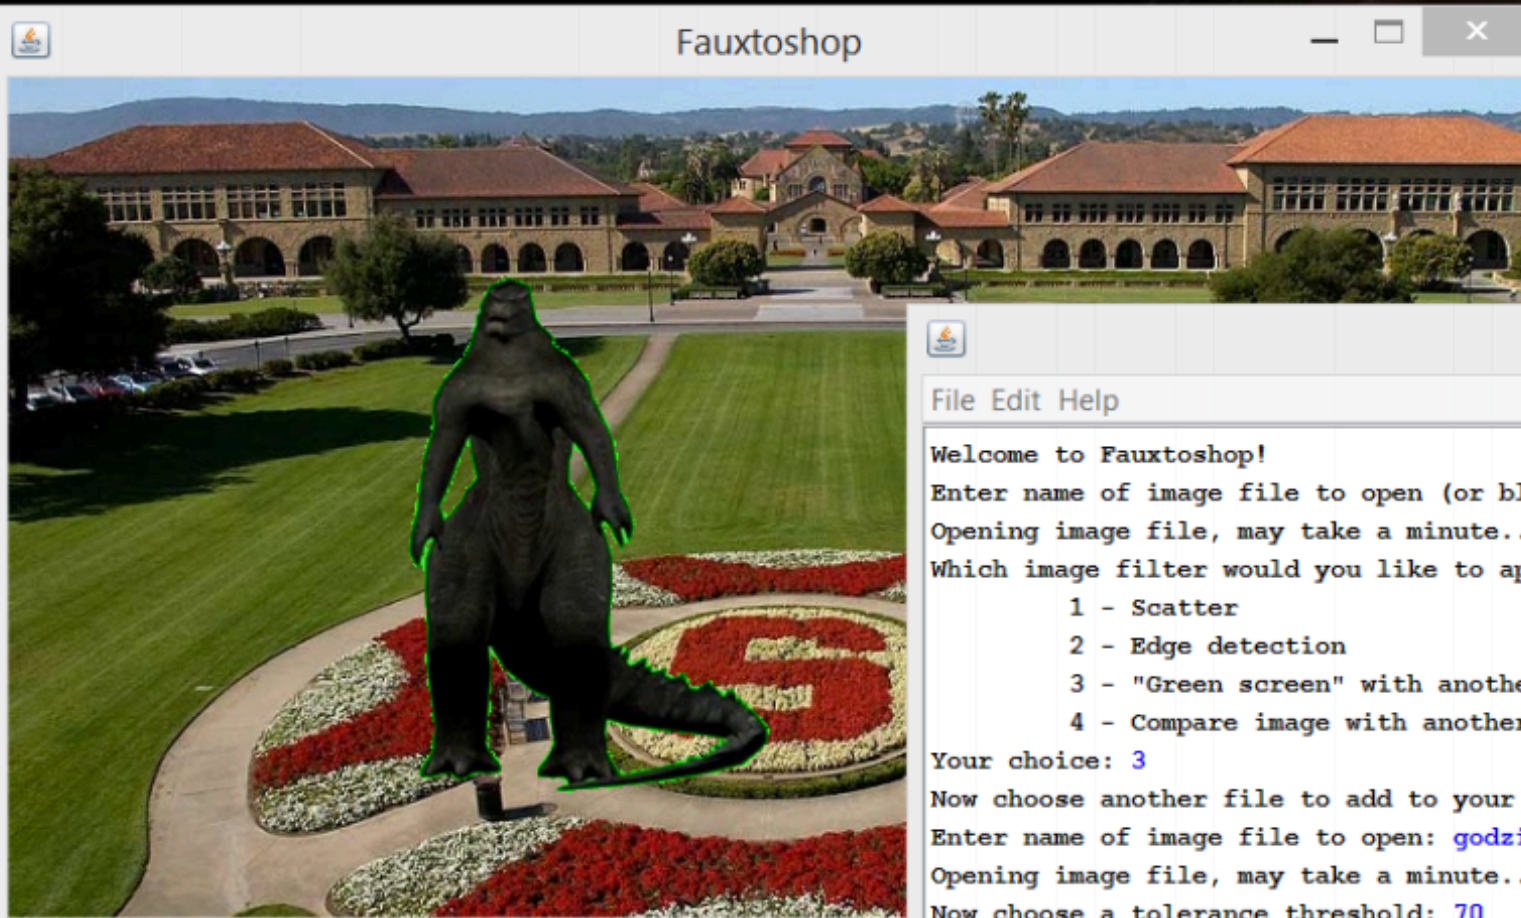 Fauxtoshop
File Edit Help
Welcome to Fauxtoshop!
Enter name of image file to open (or
Opening image file, may take a minute..
Which image filter would you like to
1 - Scatter
2 - Edge detection
3 - "Green screen" with
4 - Compare image with another
Your choice: 3
Now choose another file to add to your
Enter name of image file to open: godzi
Opening image file, may take a minute..
Now choose a tolerance threshold: 70